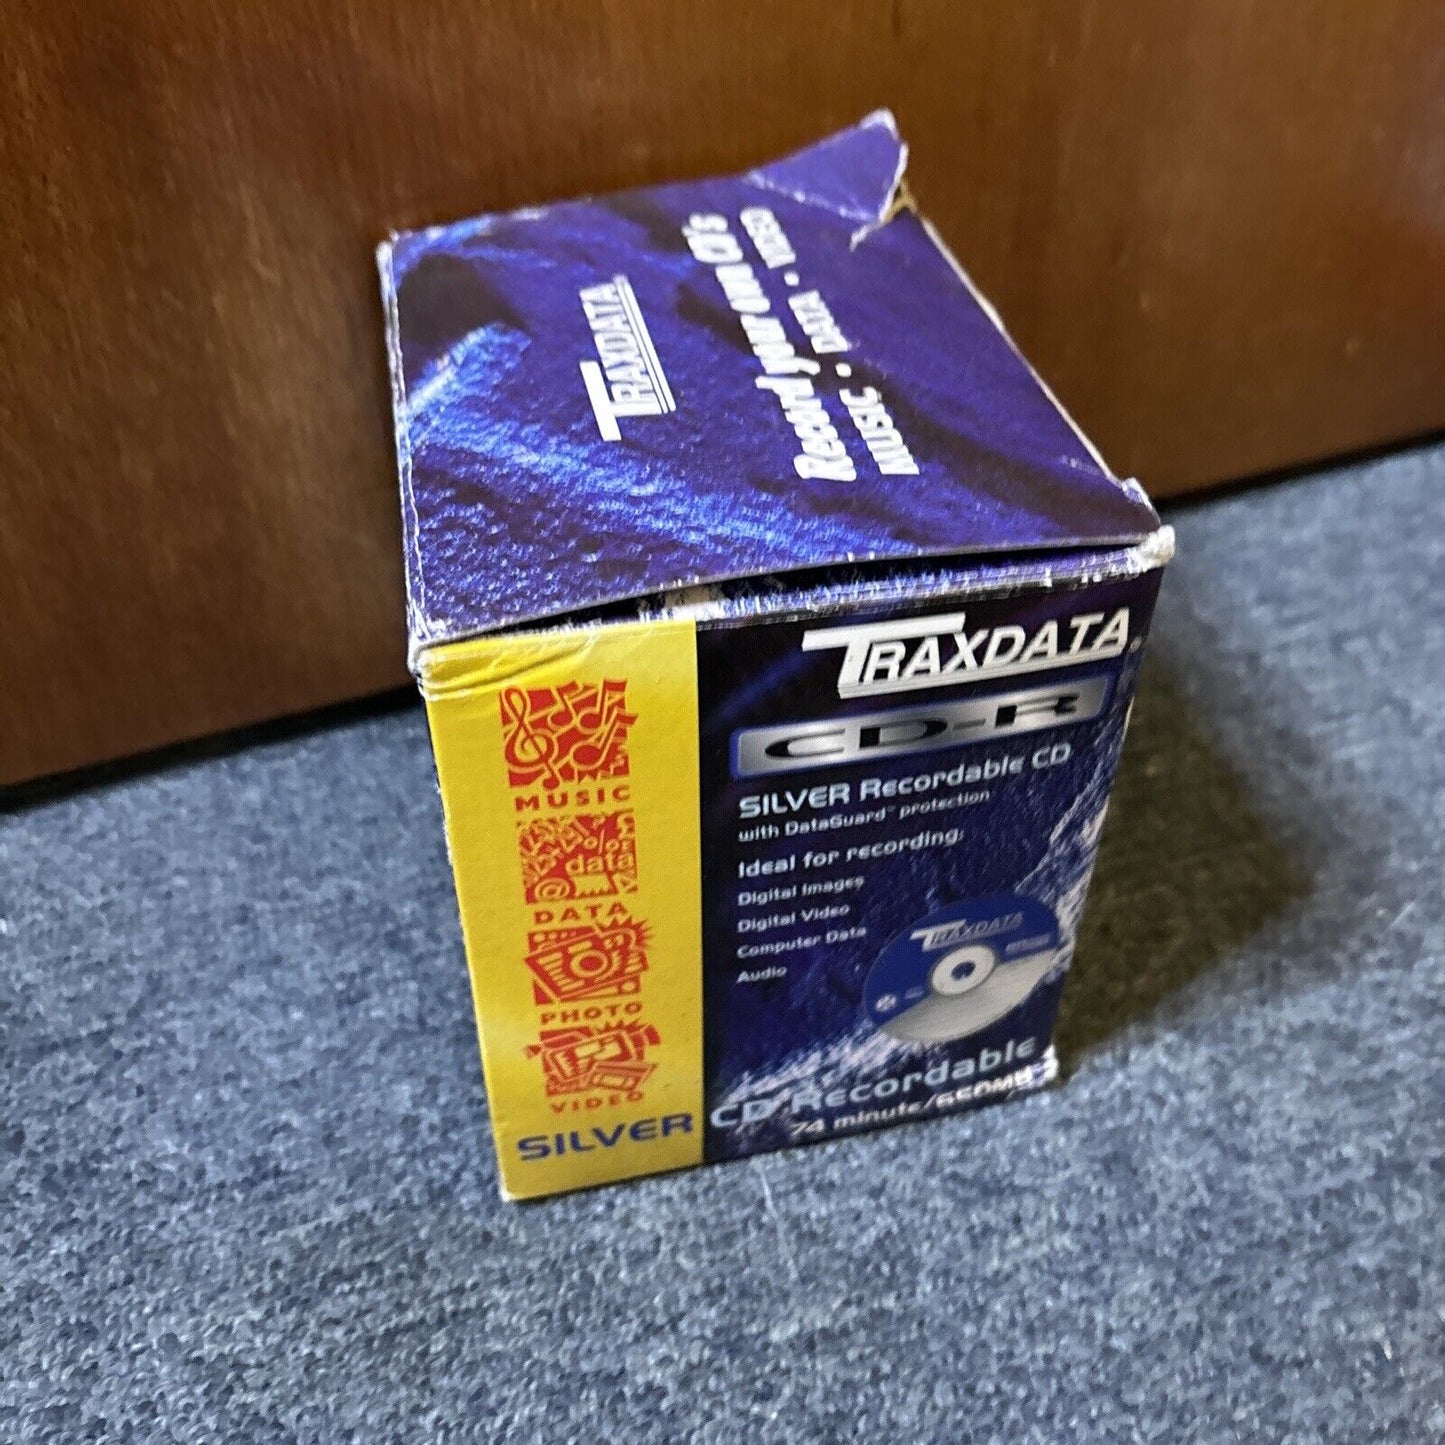 TRAXDATA
Record your own CD's
MUSIC - DATA - VIDEO
TRAXDATA
CD-R
SILVER Recordable CD
with DataGuard™ protection
Ideal for recording:
Digital Images
Digital Video
Computer Data
Audio
TRAXDATA
CD-Recordable
74 minute/650MB
MUSIC
@ data
DATA
PHOTO
VIDEO
SILVER